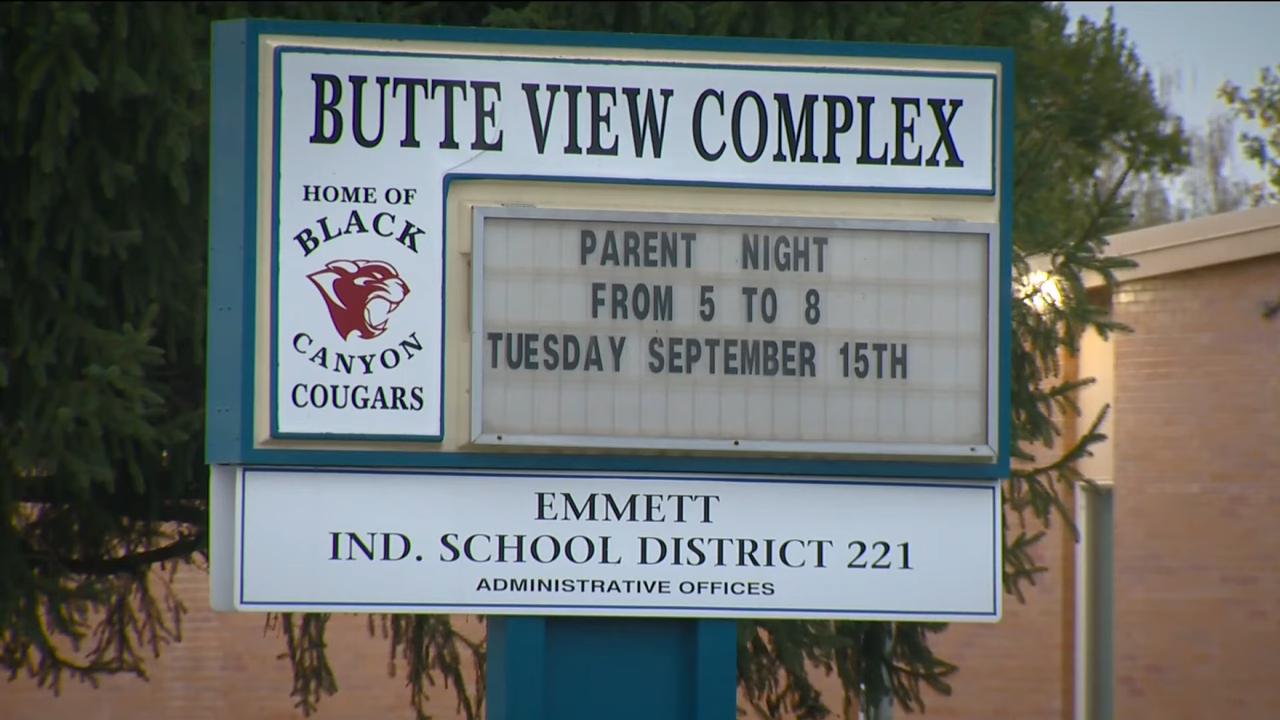 BUTTE VIEW COMPLEX
HOME OF
BLACK
CANYON
COUGARS
PARENT NIGHT
FROM 5 TO 8
TUESDAY SEPTEMBER 15TH
EMMETT
IND. SCHOOL DISTRICT 221
ADMINISTRATIVE OFFICES